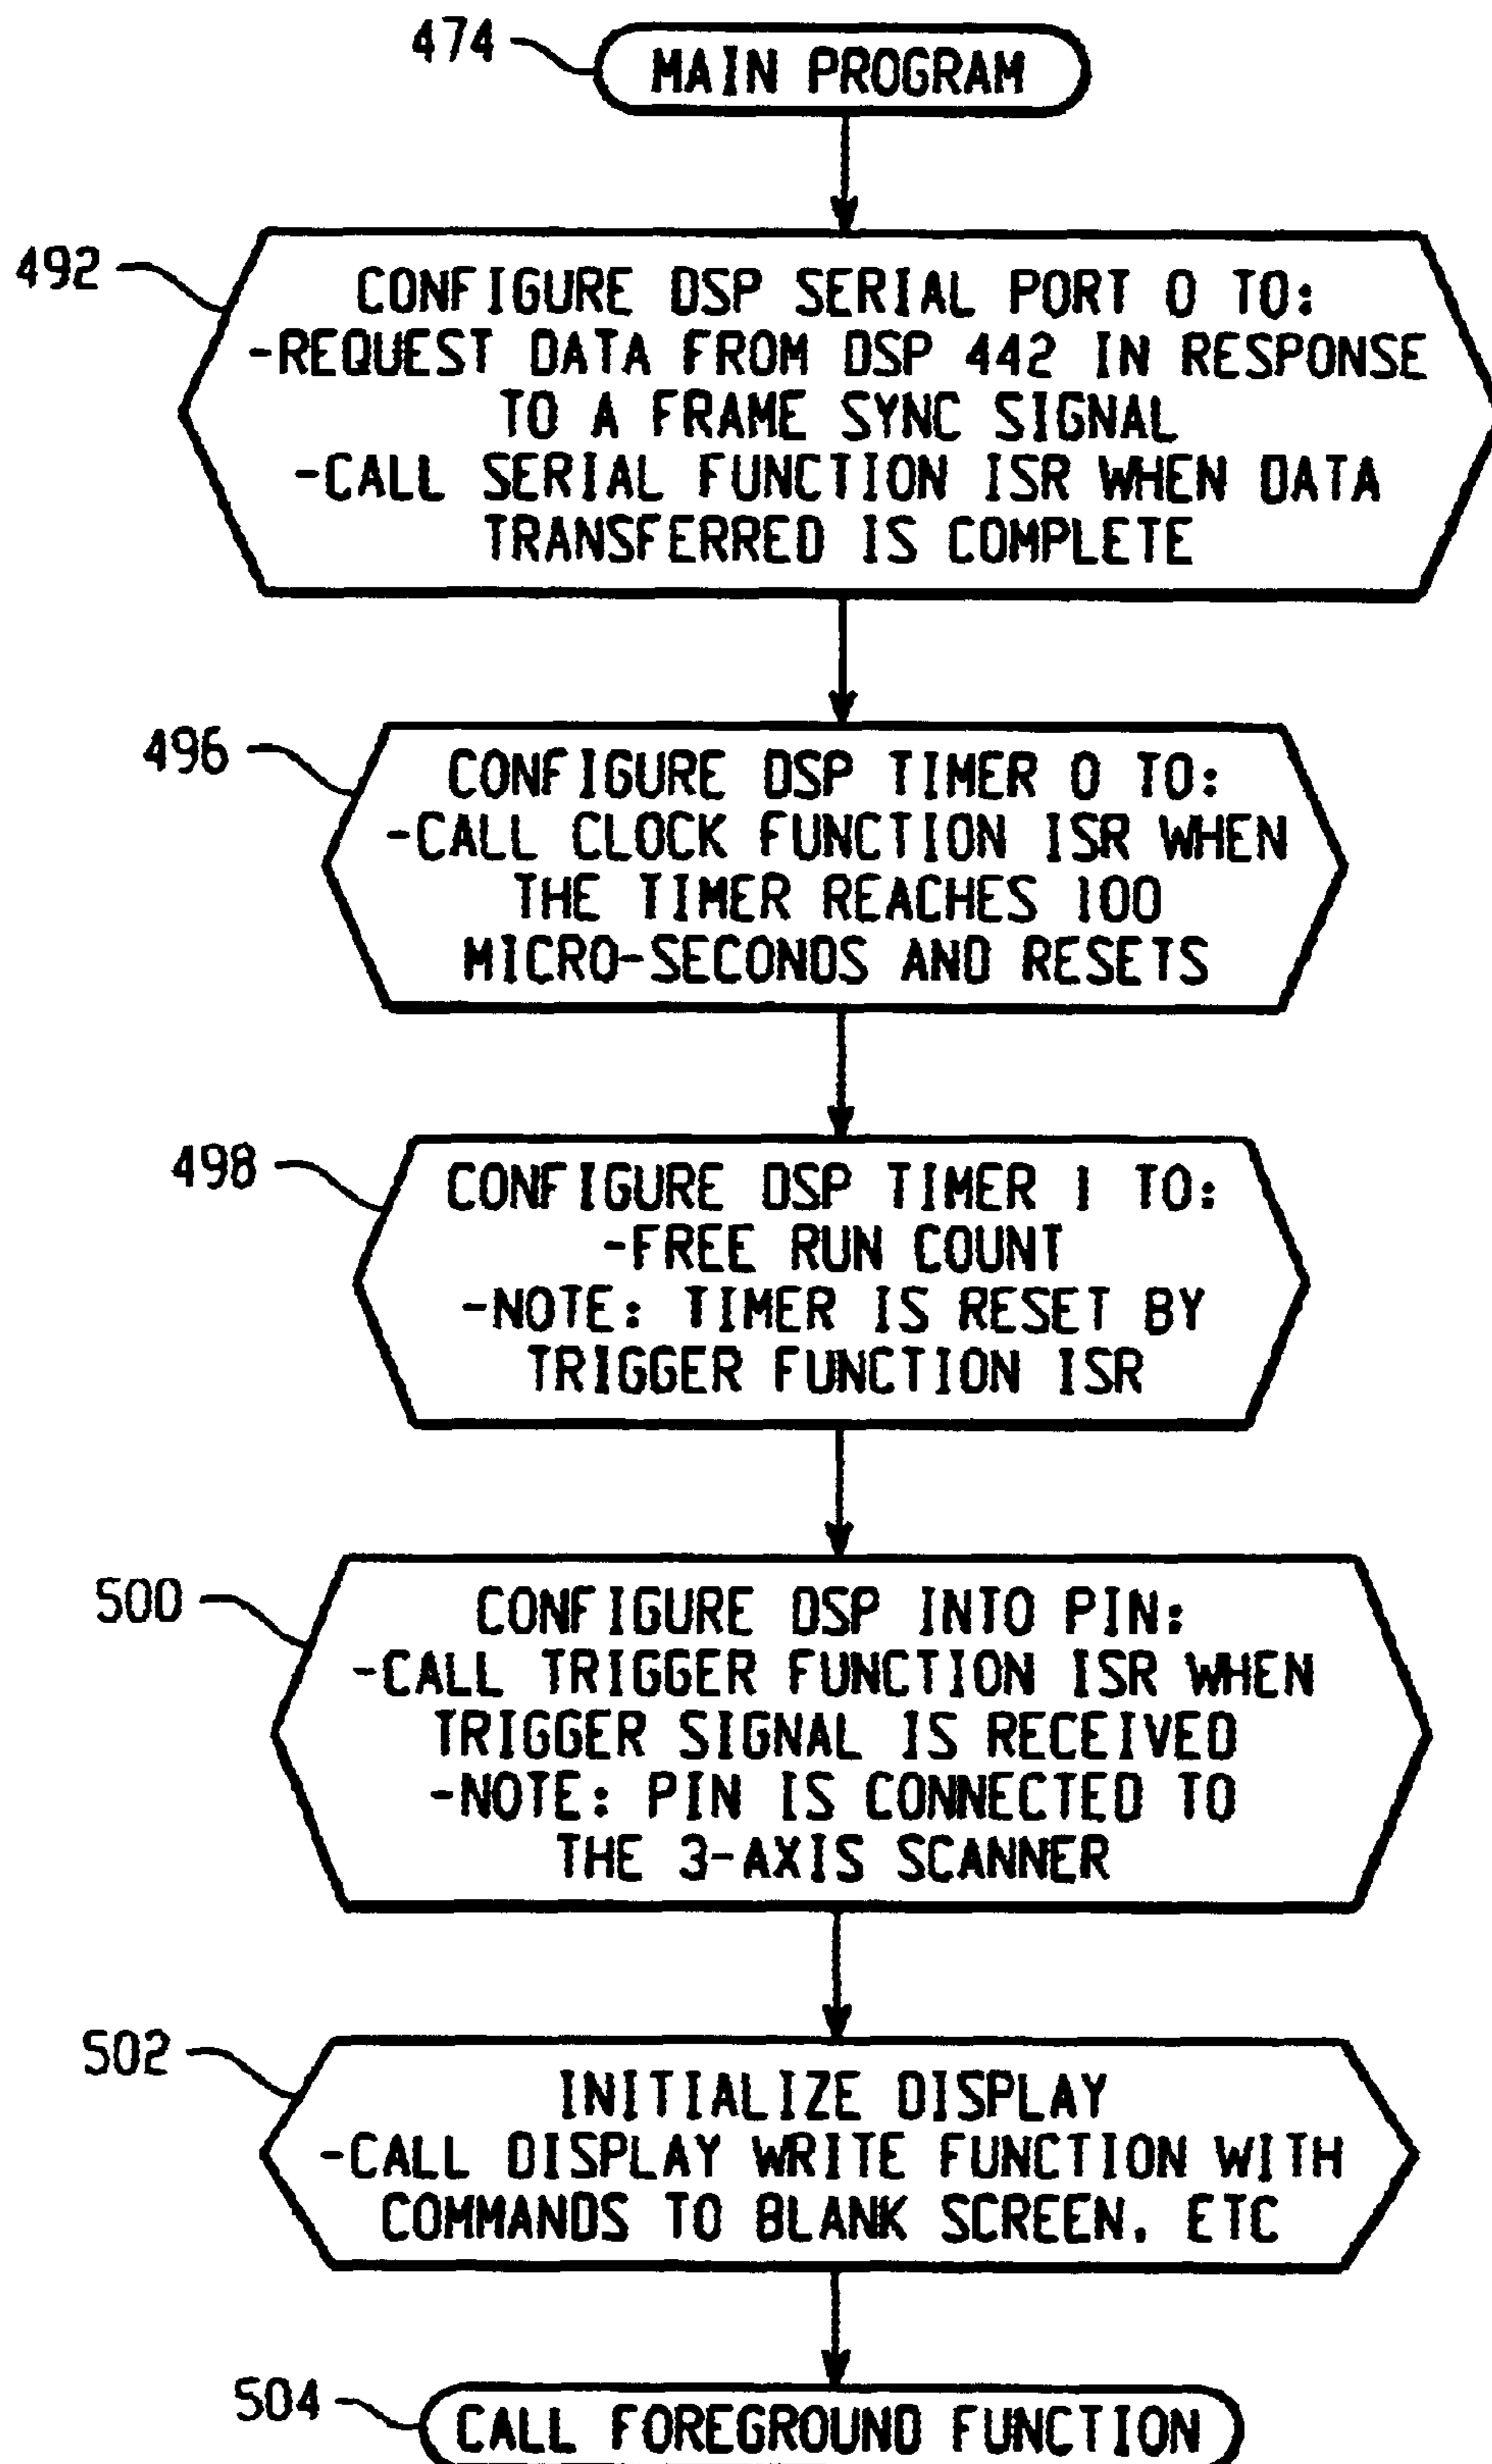 474
MAIN PROGRAM
492
CONFIGURE DSP SERIAL PORT 0 TO:
-REQUEST DATA FROM DSP 442 IN RESPONSE
TO A FRAME SYNC SIGNAL
-CALL SERIAL FUNCTION ISR WHEN DATA
TRANSFERRED IS COMPLETE
496
CONFIGURE DSP TIMER 0 TO:
-CALL CLOCK FUNCTION ISR WHEN
THE TIMER REACHES 100
MICRO-SECONDS AND RESETS
498
CONFIGURE DSP TIMER 1 TO:
-FREE RUN COUNT
-NOTE: TIMER IS RESET BY
TRIGGER FUNCTION ISR
500
CONFIGURE DSP INTO PIN:
-CALL TRIGGER FUNCTION ISR WHEN
TRIGGER SIGNAL IS RECEIVED
-NOTE: PIN IS CONNECTED TO
THE 3-AXIS SCANNER
502
INITIALIZE DISPLAY
-CALL DISPLAY WRITE FUNCTION WITH
COMMANDS TO BLANK SCREEN, ETC
504
CALL FOREGROUND FUNCTION